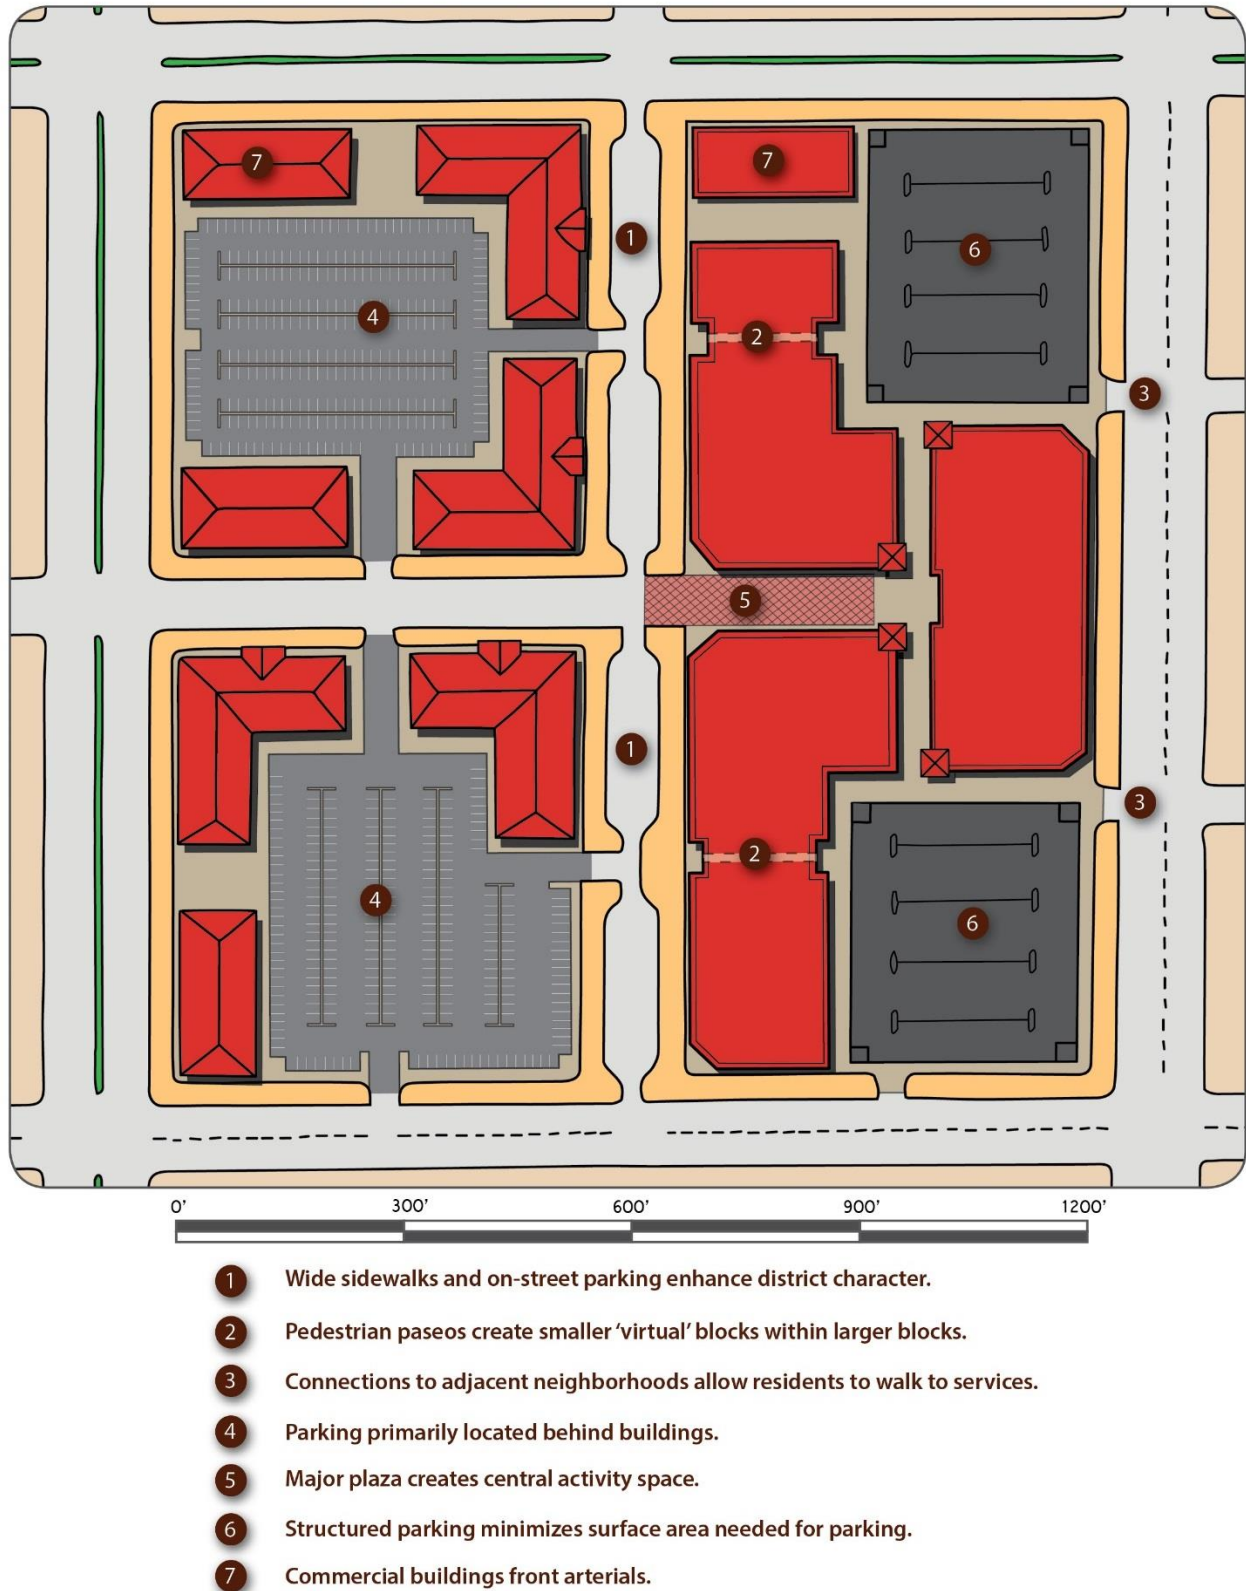 7
7
1
6
4
2
3
5
1
3
2
4
6
0’ 300’ 600’ 900’ 1200’
1 Wide sidewalks and on-street parking enhance district character.
2 Pedestrian paseos create smaller ‘virtual’ blocks within larger blocks.
3 Connections to adjacent neighborhoods allow residents to walk to services.
4 Parking primarily located behind buildings.
5 Major plaza creates central activity space.
6 Structured parking minimizes surface area needed for parking.
7 Commercial buildings front arterials.